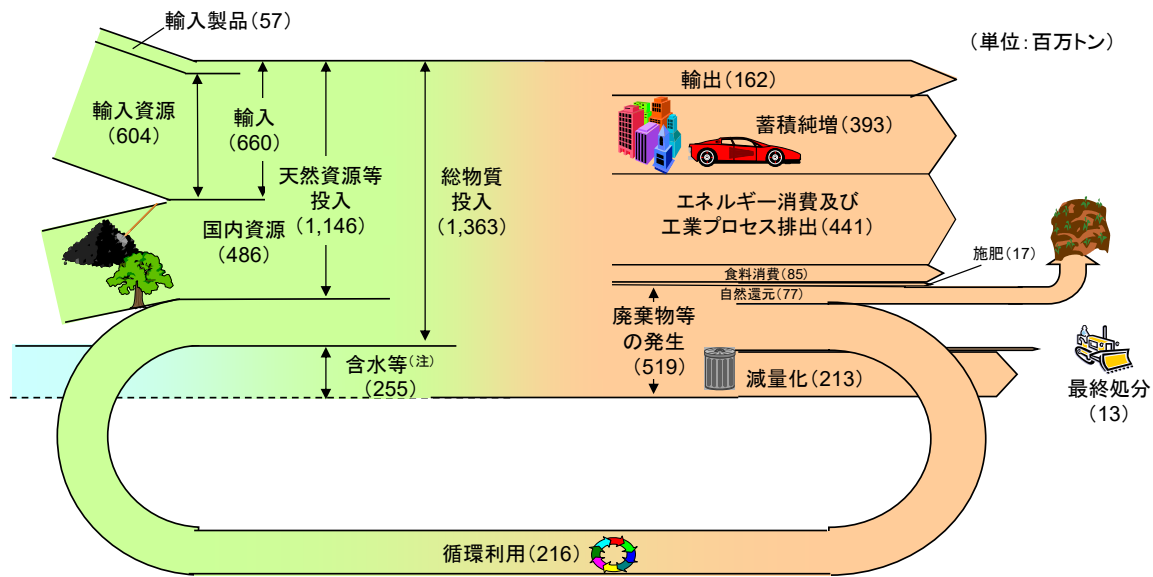 輸入製品(57)
(単位:百万トン)
輸出(162)
輸入資源
(604)
輸入
(660)
蓄積純増(393)
天然資源等
投入
(1,146)
総物質
投入
(1,363)
国内資源
(486)
エネルギー消費及び
工業プロセス排出(441)
食料消費(85)
施肥(17)
自然還元(77)
廃棄物等
の発生
(519)
含水等(注)
(255)
減量化(213)
最終処分
(13)
循環利用(216)